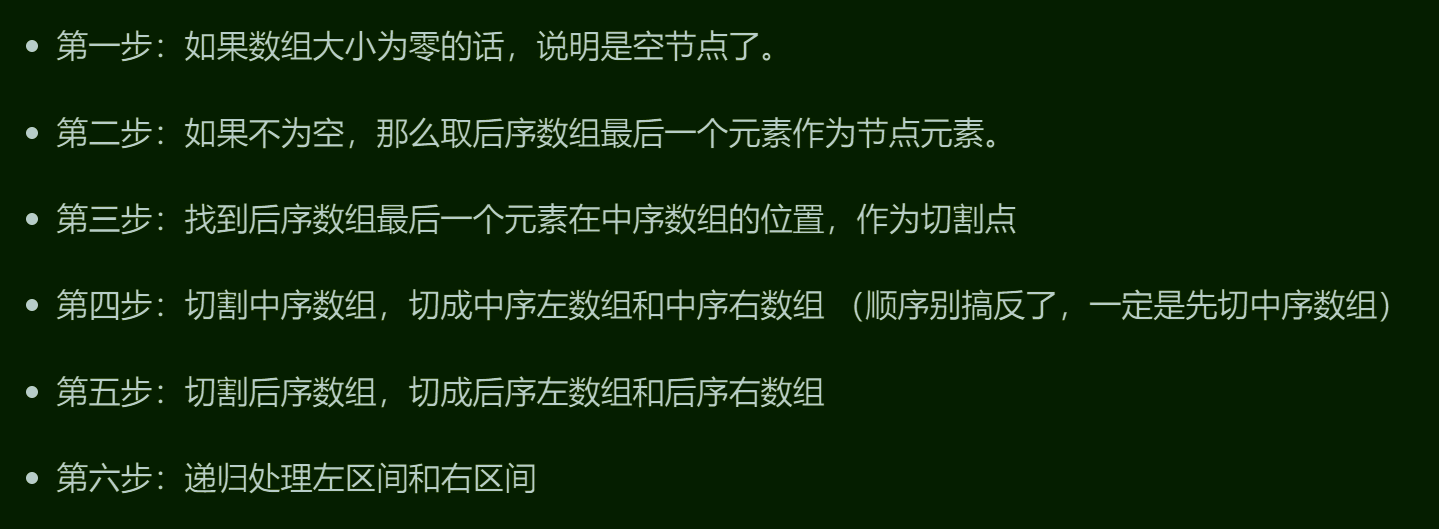 第一步：如果数组大小为零的话，说明是空节点了。
第二步：如果不为空，那么取后序数组最后一个元素作为节点元素。
第三步：找到后序数组最后一个元素在中序数组的位置，作为切割点
第四步：切割中序数组，切成中序左数组和中序右数组 （顺序别搞反了，一定是先切中序数组）
第五步：切割后序数组，切成后序左数组和后序右数组
第六步：递归处理左区间和右区间